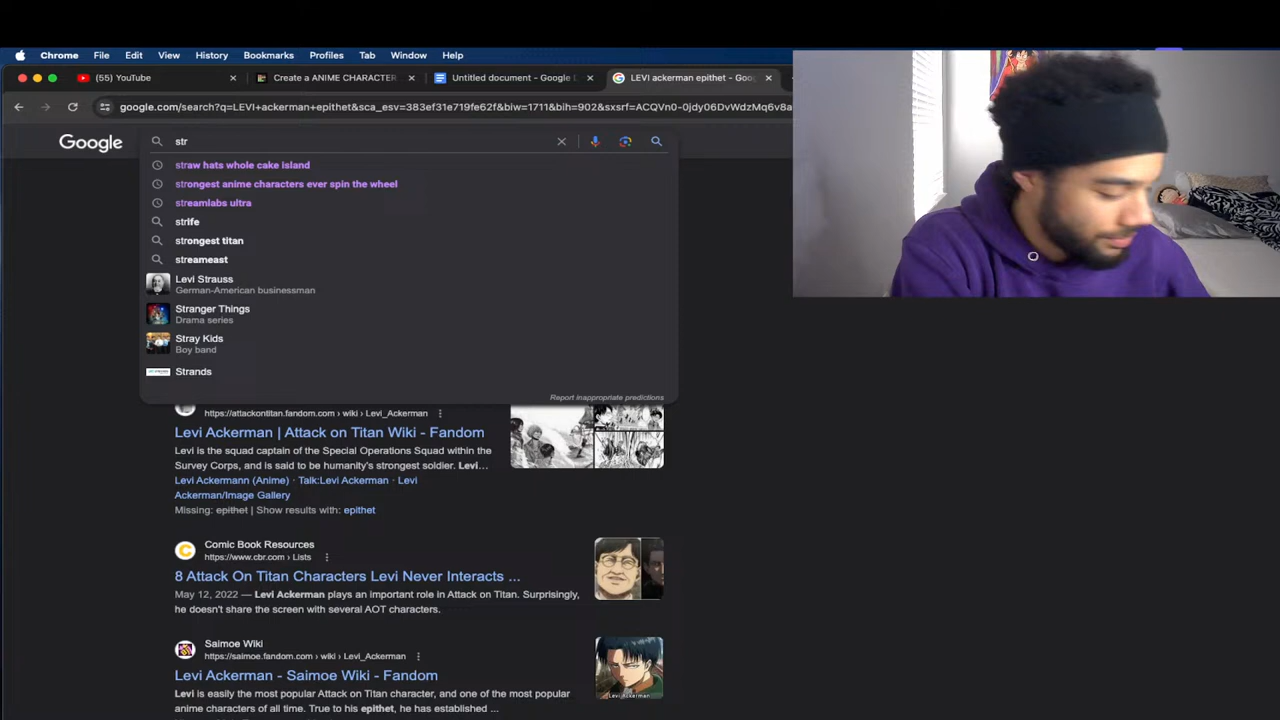 Chrome File Edit View History Bookmarks Profiles Tab Window Help
(55) YouTube
Create a ANIME CHARACTER
Untitled document - Google
LEVI ackerman epithet - Goo
google.com/search?q=LEVI+ackerman+epithet&sca_esv=383ef31e719fe62f&biw=1711&bih=902&sxsrf=ACQVn0-0jdy06DvWdzMq6v8a
Google
str
straw hats whole cake island
strongest anime characters ever spin the wheel
streamlabs ultra
strife
strongest titan
streameast
Levi Strauss
German-American businessman
Stranger Things
Drama series
Stray Kids
Boy band
Strands
Report inappropriate predictions
https://attackontitan.fandom.com › wiki › Levi_Ackerman
Levi Ackerman | Attack on Titan Wiki - Fandom
Levi is the squad captain of the Special Operations Squad within the
Survey Corps, and is said to be humanity's strongest soldier. Levi...
Levi Ackermann (Anime) · Talk:Levi Ackerman · Levi
Ackerman/Image Gallery
Missing: epithet | Show results with: epithet
Comic Book Resources
https://www.cbr.com › Lists
8 Attack On Titan Characters Levi Never Interacts ...
May 12, 2022 — Levi Ackerman plays an important role in Attack on Titan. Surprisingly,
he doesn't share the screen with several AOT characters.
Saimoe Wiki
https://saimoe.fandom.com › wiki › Levi_Ackerman
Levi Ackerman - Saimoe Wiki - Fandom
Levi Ackerman
Levi is easily the most popular Attack on Titan character, and one of the most popular
anime characters of all time. True to his epithet, he has established ...